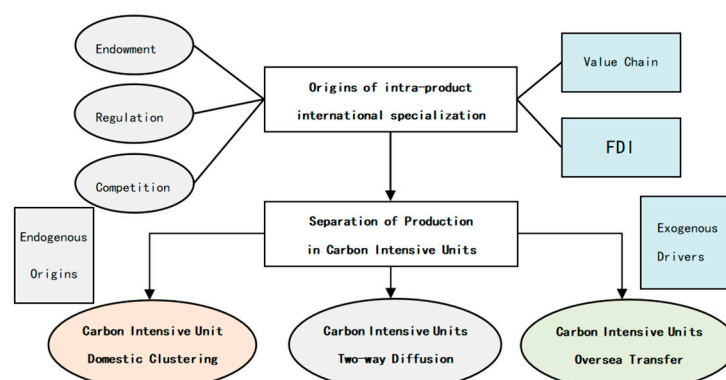 Endowment
Regulation
Competition
Origins of intra-product
international specialization
Value Chain
FDI
Endogenous
Origins
Separation of Production
in Carbon Intensive Units
Exogenous
Drivers
Carbon Intensive Unit
Domestic Clustering
Carbon Intensive Units
Two-way Diffusion
Carbon Intensive Units
Oversea Transfer